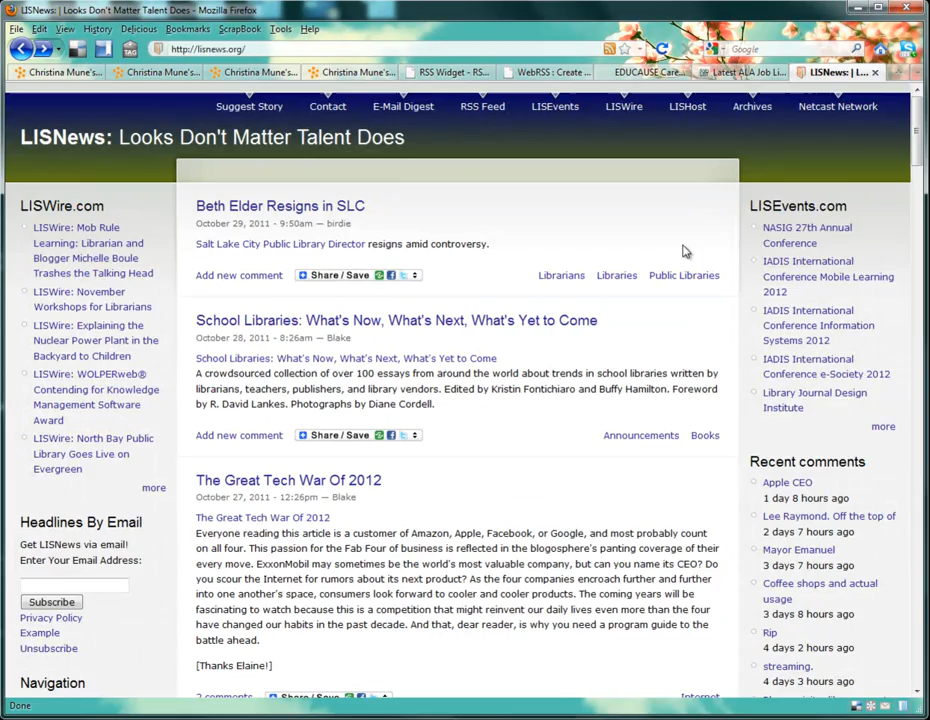 LISNews: | Looks Don't Matter Talent Does - Mozilla Firefox
File Edit View History Delicious Bookmarks ScrapBook Tools Help
http://lisnews.org/
Google
Christina Mune's...
Christina Mune's...
Christina Mune's...
Christina Mune's...
RSS Widget - RS...
WebRSS : Create ...
EDUCAUSE Care...
Latest ALA Job Li...
LISNews: | L...
Suggest Story Contact E-Mail Digest RSS Feed LISEvents LISWire LISHost Archives Netcast Network
LISNews: Looks Don't Matter Talent Does
LISWire.com
LISWire: Mob Rule
Learning: Librarian and
Blogger Michelle Boule
Trashes the Talking Head
LISWire: November
Workshops for Librarians
LISWire: Explaining the
Nuclear Power Plant in the
Backyard to Children
LISWire: WOLPERweb®
Contending for Knowledge
Management Software
Award
LISWire: North Bay Public
Library Goes Live on
Evergreen
more
Headlines By Email
Get LISNews via email!
Enter Your Email Address:
Subscribe
Privacy Policy
Example
Unsubscribe
Navigation
Beth Elder Resigns in SLC
October 29, 2011 - 9:50am — birdie
Salt Lake City Public Library Director resigns amid controversy.
Add new comment Share / Save Librarians Libraries Public Libraries
School Libraries: What's Now, What's Next, What's Yet to Come
October 28, 2011 - 8:26am — Blake
School Libraries: What's Now, What's Next, What's Yet to Come
A crowdsourced collection of over 100 essays from around the world about trends in school libraries written by
librarians, teachers, publishers, and library vendors. Edited by Kristin Fontichiaro and Buffy Hamilton. Foreword
by R. David Lankes. Photographs by Diane Cordell.
Add new comment Share / Save Announcements Books
The Great Tech War Of 2012
October 27, 2011 - 12:26pm — Blake
The Great Tech War Of 2012
Everyone reading this article is a customer of Amazon, Apple, Facebook, or Google, and most probably count
on all four. This passion for the Fab Four of business is reflected in the blogosphere's panting coverage of their
every move. ExxonMobil may sometimes be the world's most valuable company, but can you name its CEO? Do
you scour the Internet for rumors about its next product? As the four companies encroach further and further
into one another's space, consumers look forward to cooler and cooler products. The coming years will be
fascinating to watch because this is a competition that might reinvent our daily lives even more than the four
have changed our habits in the past decade. And that, dear reader, is why you need a program guide to the
battle ahead.
[Thanks Elaine!]
2 comments Share / Save Internet
LISEvents.com
NASIG 27th Annual
Conference
IADIS International
Conference Mobile Learning
2012
IADIS International
Conference Information
Systems 2012
IADIS International
Conference e-Society 2012
Library Journal Design
Institute
more
Recent comments
Apple CEO
1 day 8 hours ago
Lee Raymond. Off the top of
2 days 7 hours ago
Mayor Emanuel
3 days 7 hours ago
Coffee shops and actual
usage
3 days 8 hours ago
Rip
4 days 2 hours ago
streaming.
4 days 3 hours ago
Done